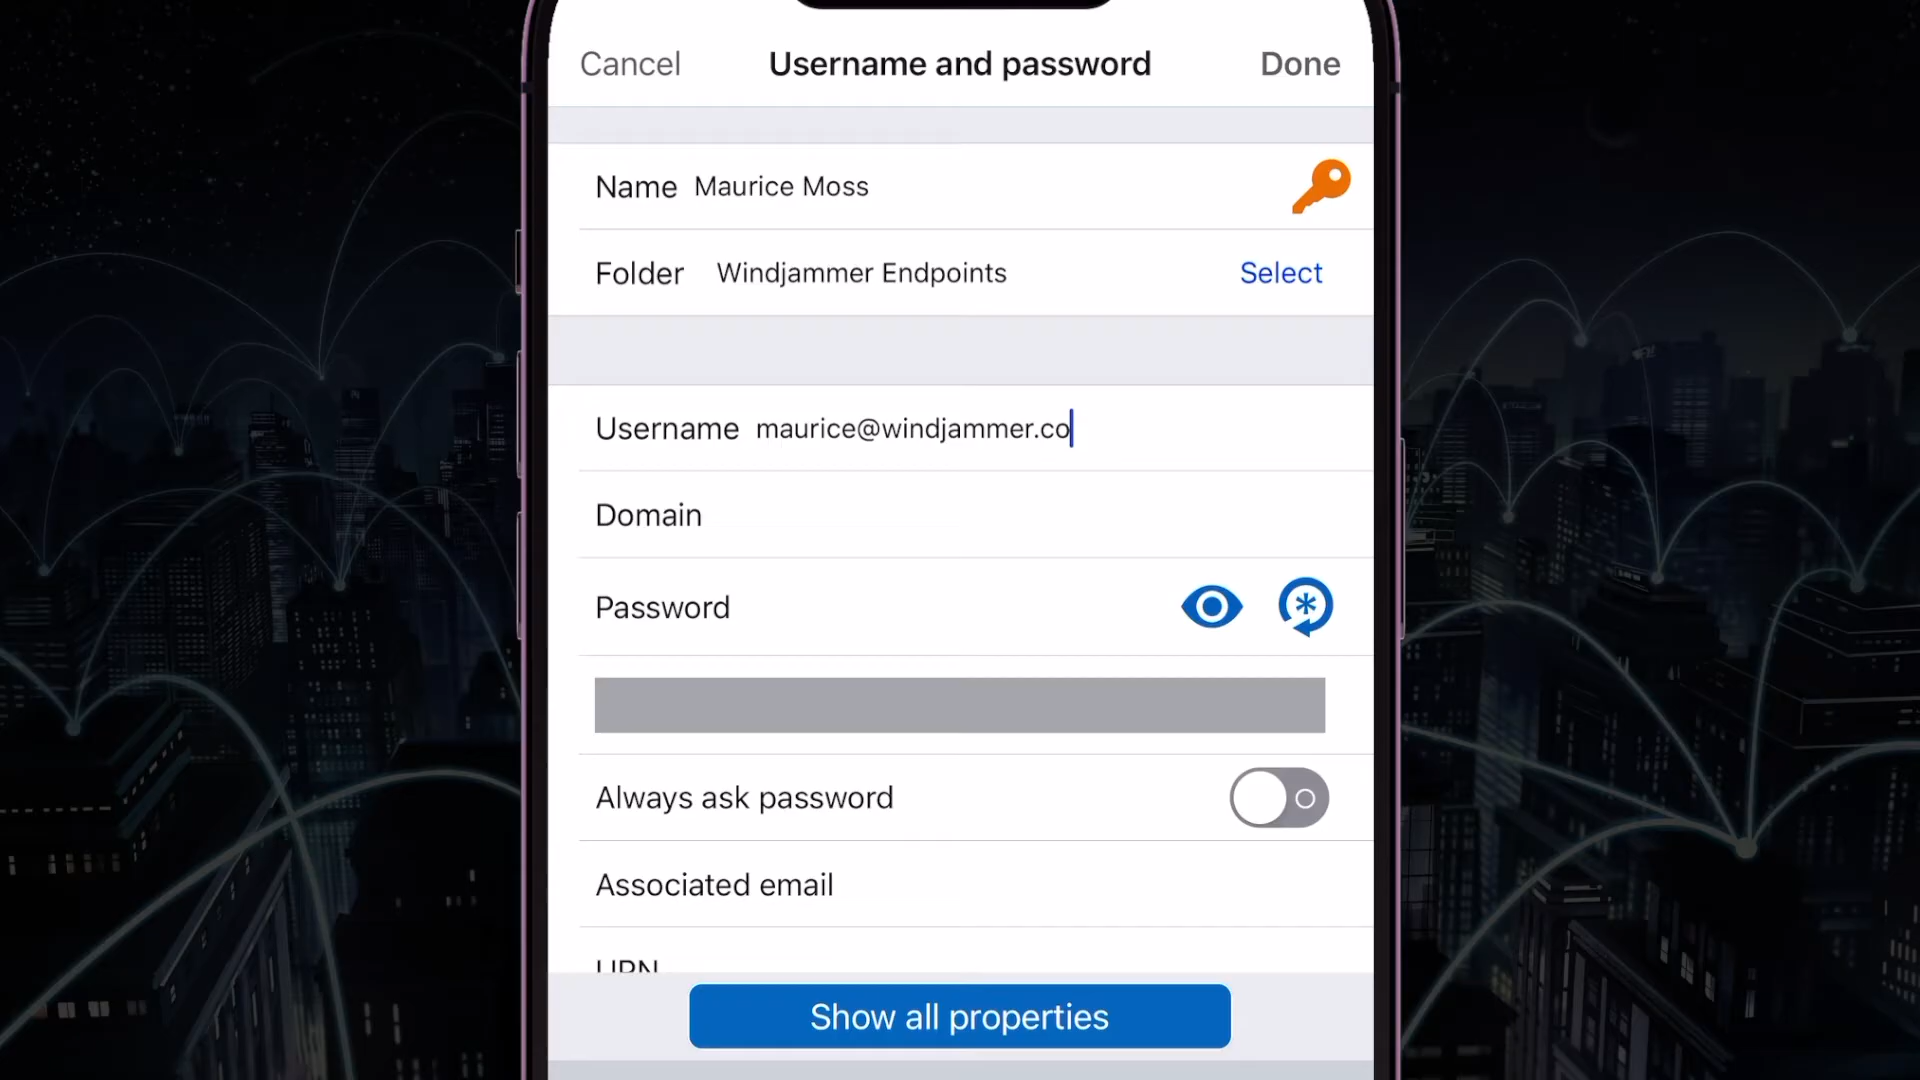 Cancel Username and password Done
Name Maurice Moss
Folder Windjammer Endpoints Select
Username maurice@windjammer.co
Domain
Password
Always ask password
Associated email
UPN
Show all properties